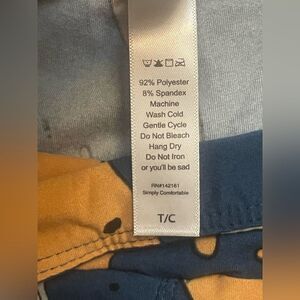 92% Polyester
8% Spandex
Machine
Wash Cold
Gentle Cycle
Do Not Bleach
Hang Dry
Do Not Iron
or you'll be sad
RN#142161
Simply Comfortable
T/C